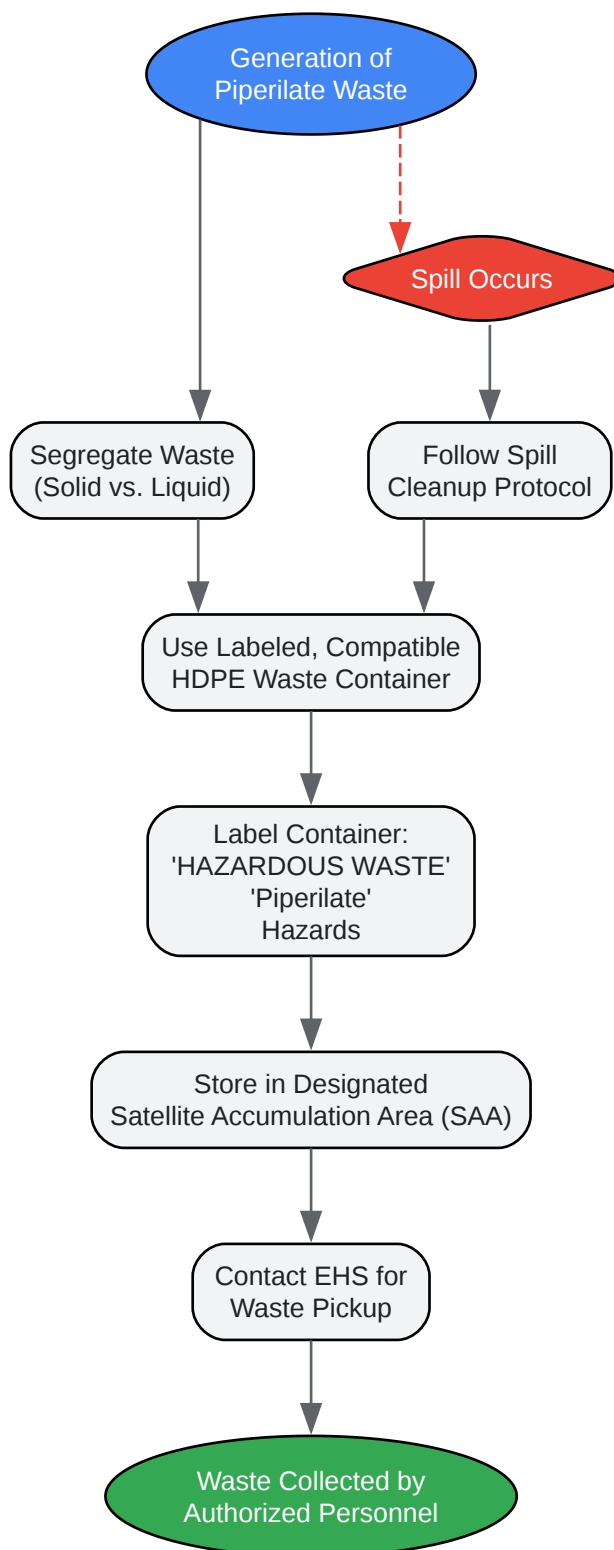 Generation of
Piperilate Waste
Spill Occurs
Segregate Waste
(Solid vs. Liquid)
Follow Spill
Cleanup Protocol
Use Labeled, Compatible
HDPE Waste Container
Label Container:
'HAZARDOUS WASTE'
'Piperilate'
Hazards
Store in Designated
Satellite Accumulation Area (SAA)
Contact EHS for
Waste Pickup
Waste Collected by
Authorized Personnel